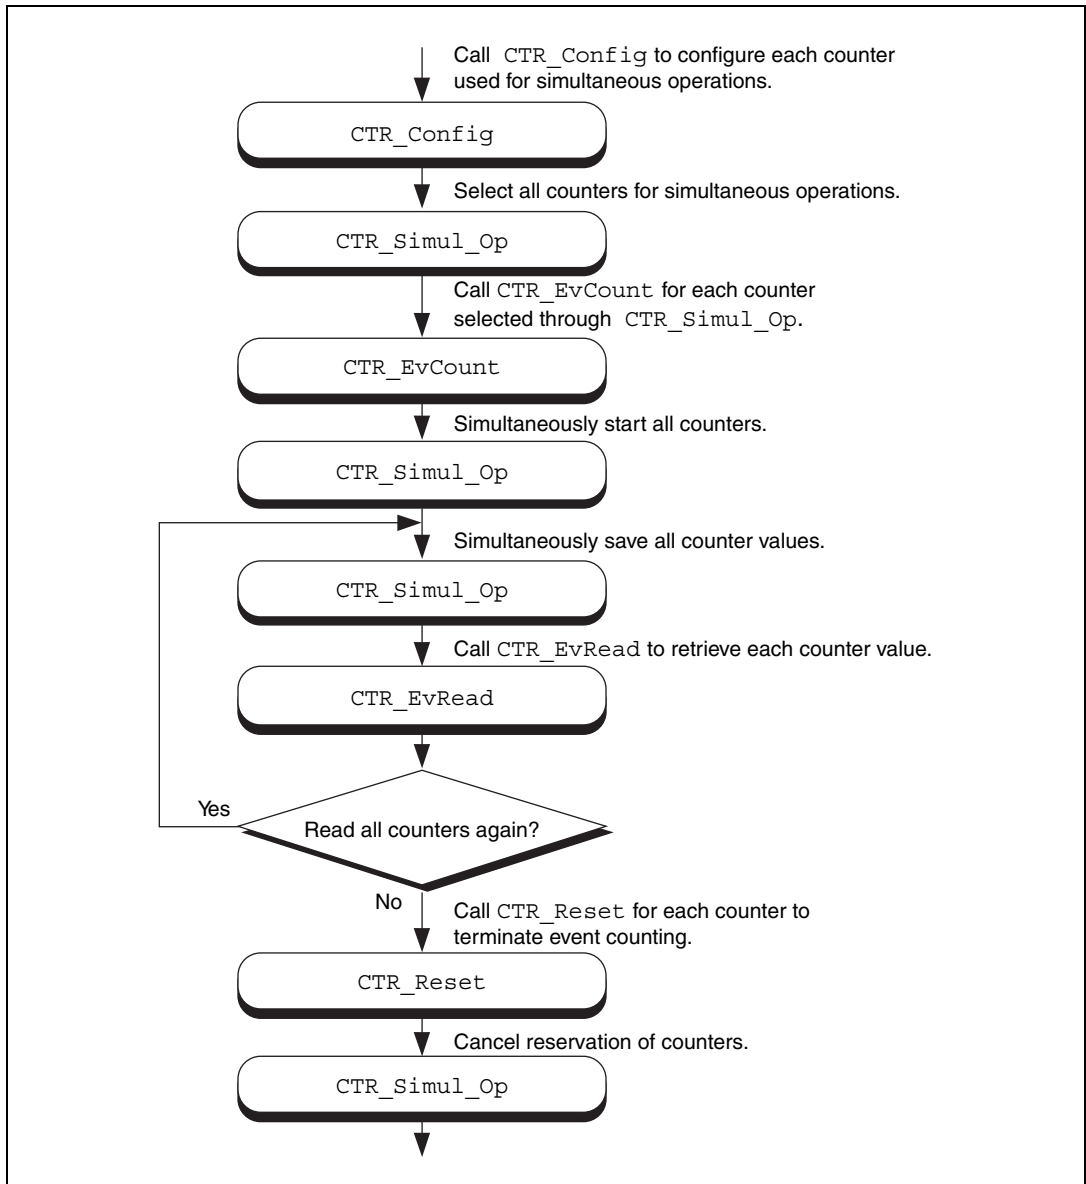 Call CTR_Config to configure each counter
used for simultaneous operations.
CTR_Config
Select all counters for simultaneous operations.
CTR_Simul_Op
Call CTR_EvCount for each counter
selected through CTR_Simul_Op.
CTR_EvCount
Simultaneously start all counters.
CTR_Simul_Op
Simultaneously save all counter values.
CTR_Simul_Op
Call CTR_EvRead to retrieve each counter value.
CTR_EvRead
Yes
Read all counters again?
No
Call CTR_Reset for each counter to
terminate event counting.
CTR_Reset
Cancel reservation of counters.
CTR_Simul_Op